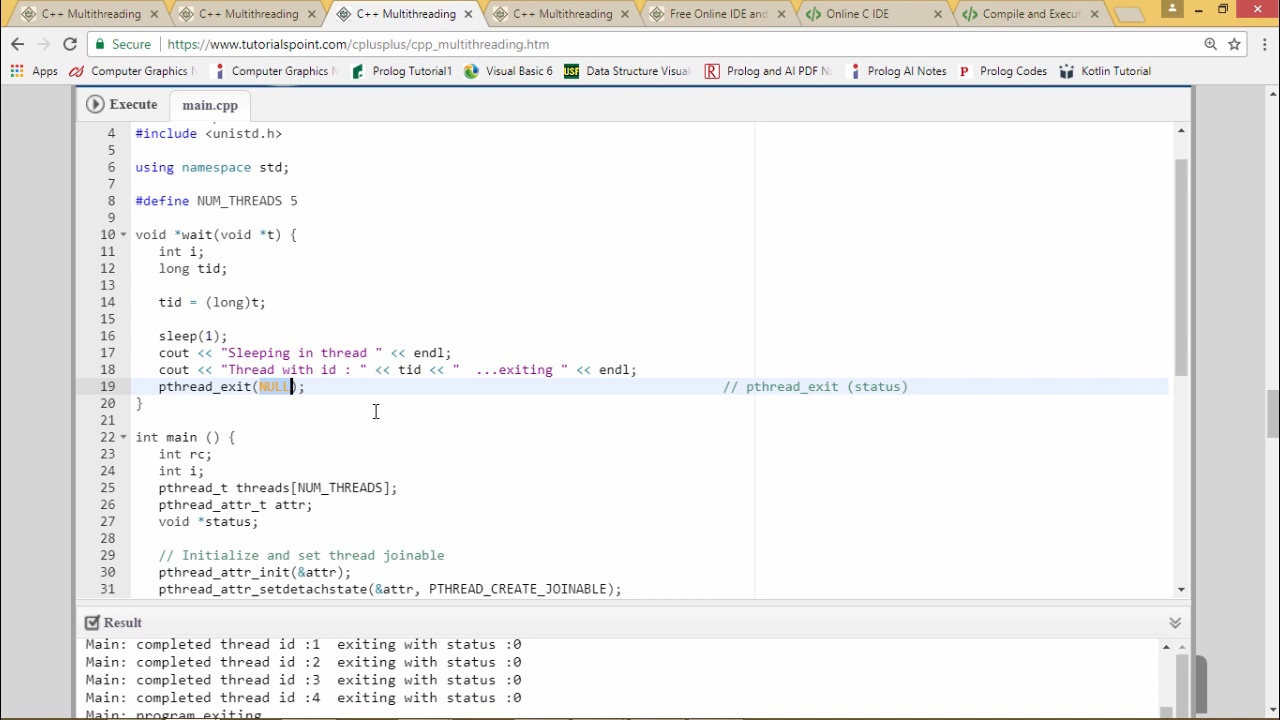 C++ Multithreading
C++ Multithreading
C++ Multithreading
C++ Multithreading
Free Online IDE and
Online C IDE
Compile and Execut
Secure
https://www.tutorialspoint.com/cplusplus/cpp_multithreading.htm
Apps
Computer Graphics
Computer Graphics
Prolog Tutorial1
Visual Basic 6
USF
Data Structure Visual
R
Prolog and AI PDF N
Prolog AI Notes
P
Prolog Codes
Kotlin Tutorial
Execute
main.cpp
4 #include <unistd.h>
5
6 using namespace std;
7
8 #define NUM_THREADS 5
9
10 void *wait(void *t) {
11 int i;
12 long tid;
13
14 tid = (long)t;
15
16 sleep(1);
17 cout << "Sleeping in thread " << endl;
18 cout << "Thread with id : " << tid << "  ...exiting " << endl;
19 pthread_exit(NULL); // pthread_exit (status)
20 }
21
22 int main () {
23 int rc;
24 int i;
25 pthread_t threads[NUM_THREADS];
26 pthread_attr_t attr;
27 void *status;
28
29 // Initialize and set thread joinable
30 pthread_attr_init(&attr);
31 pthread_attr_setdetachstate(&attr, PTHREAD_CREATE_JOINABLE);
Result
Main: completed thread id :1  exiting with status :0
Main: completed thread id :2  exiting with status :0
Main: completed thread id :3  exiting with status :0
Main: completed thread id :4  exiting with status :0
Main: program exiting